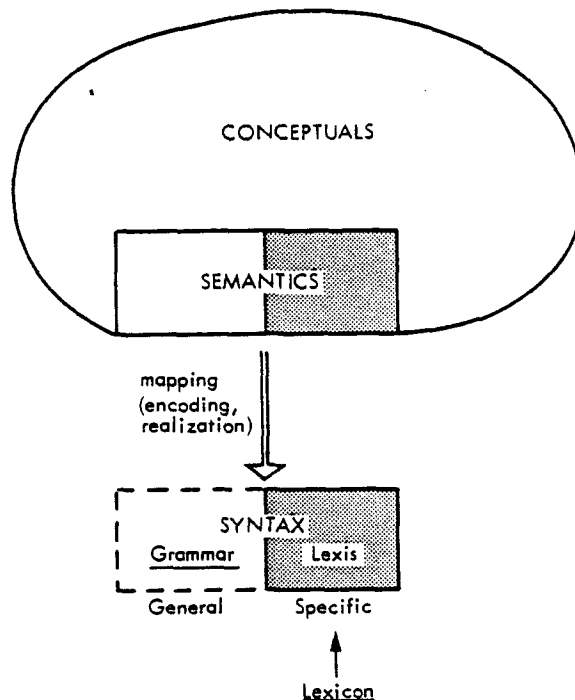 CONCEPTUALS
SEMANTICS
mapping
(encoding,
realization)
SYNTAX
Grammar Lexis
General Specific
Lexicon